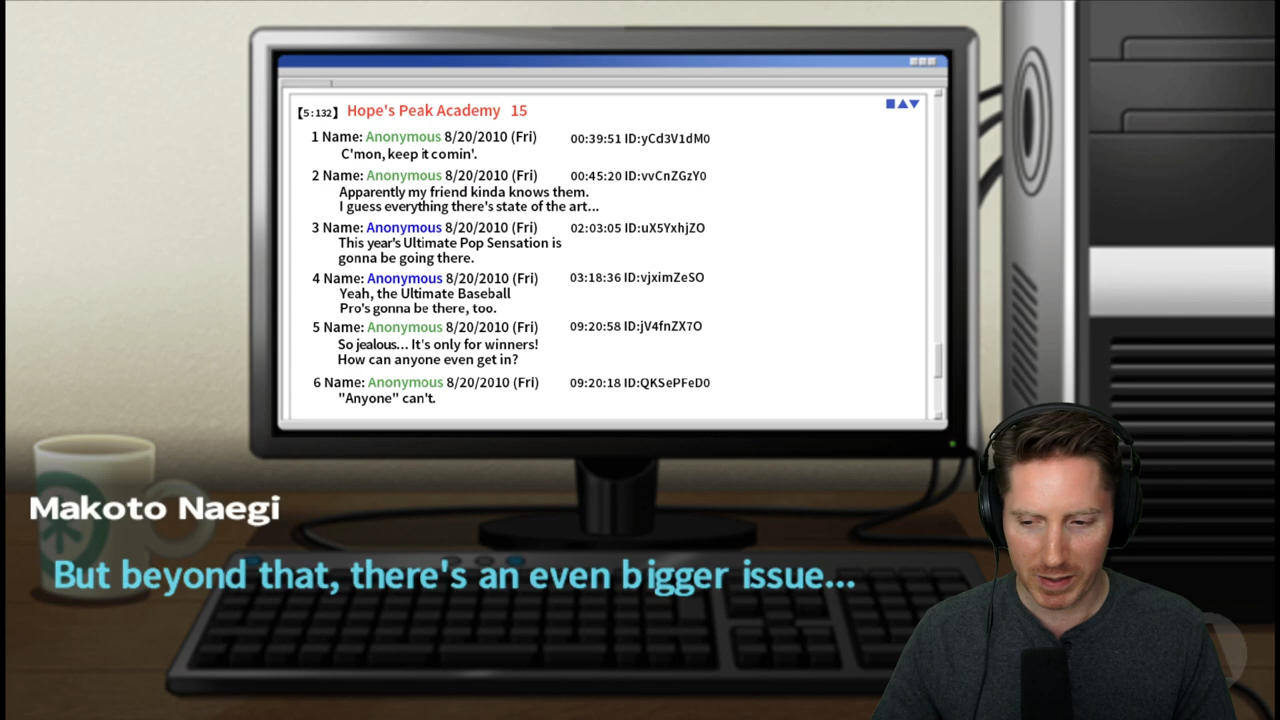 【5:132】 Hope's Peak Academy 15
1 Name: Anonymous 8/20/2010 (Fri) 00:39:51 ID:yCd3V1dM0
C'mon, keep it comin'.
2 Name: Anonymous 8/20/2010 (Fri) 00:45:20 ID:vvCnZGzY0
Apparently my friend kinda knows them.
I guess everything there's state of the art...
3 Name: Anonymous 8/20/2010 (Fri) 02:03:05 ID:uX5YxhjZO
This year's Ultimate Pop Sensation is
gonna be going there.
4 Name: Anonymous 8/20/2010 (Fri) 03:18:36 ID:vjximZeSO
Yeah, the Ultimate Baseball
Pro's gonna be there, too.
5 Name: Anonymous 8/20/2010 (Fri) 09:20:58 ID:jV4fnZX7O
So jealous... It's only for winners!
How can anyone even get in?
6 Name: Anonymous 8/20/2010 (Fri) 09:20:18 ID:QKSePFeD0
"Anyone" can't.
Makoto Naegi
But beyond that, there's an even bigger issue...